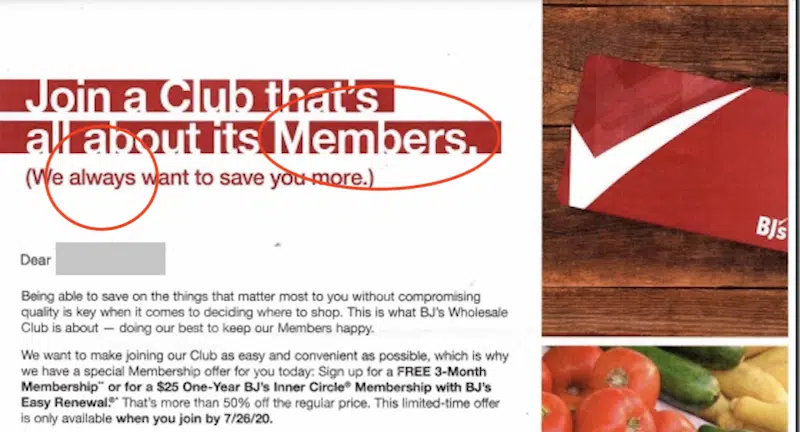 Join a Club that's
all about its Members.
(We always want to save you more.)
BJ's
Dear
Being able to save on the things that matter most to you without compromising
quality is key when it comes to deciding where to shop. This is what BJ's Wholesale
Club is about — doing our best to keep our Members happy.
We want to make joining our Club as easy and convenient as possible, which is why
we have a special Membership offer for you today: Sign up for a FREE 3-Month
Membership** or for a $25 One-Year BJ's Inner Circle® Membership with BJ's
Easy Renewal.®* That's more than 50% off the regular price. This limited-time offer
is only available when you join by 7/26/20.